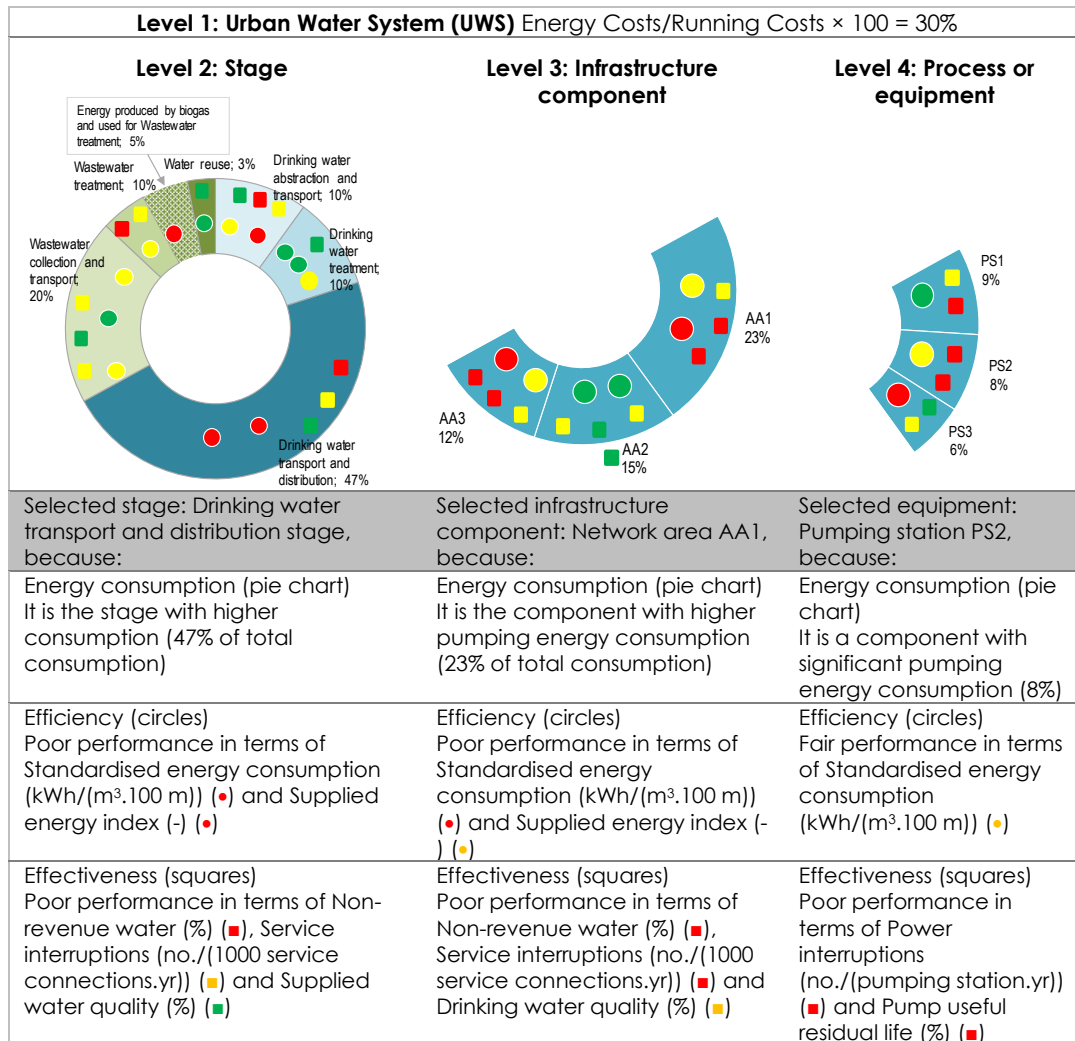 Level 1: Urban Water System (UWS) Energy Costs/Running Costs × 100 = 30%
Level 2: Stage
Energy produced by biogas
and used for Wastewater
treatment; 5%
Wastewater
treatment; 10%
Water reuse; 3%
Drinking water
abstraction and
transport; 10%
Drinking
water
treatment;
10%
Wastewater
collection and
transport;
20%
Drinking water
transport and
distribution; 47%
Level 3: Infrastructure
component
AA1
23%
AA3
12%
AA2
15%
Level 4: Process or
equipment
PS1
9%
PS2
8%
PS3
6%
Selected stage: Drinking water
transport and distribution stage,
because:
Selected infrastructure
component: Network area AA1,
because:
Selected equipment:
Pumping station PS2,
because:
Energy consumption (pie chart)
It is the stage with higher
consumption (47% of total
consumption)
Energy consumption (pie chart)
It is the component with higher
pumping energy consumption
(23% of total consumption)
Energy consumption (pie
chart)
It is a component with
significant pumping
energy consumption (8%)
Efficiency (circles)
Poor performance in terms of
Standardised energy consumption
(kWh/(m³.100 m)) (•) and Supplied
energy index (-) (•)
Efficiency (circles)
Poor performance in terms of
Standardised energy
consumption (kWh/(m³.100 m))
(•) and Supplied energy index (-
) (•)
Efficiency (circles)
Fair performance in terms
of Standardised energy
consumption
(kWh/(m³.100 m)) (•)
Effectiveness (squares)
Poor performance in terms of Non-
revenue water (%) (■), Service
interruptions (no./(1000 service
connections.yr)) (■) and Supplied
water quality (%) (■)
Effectiveness (squares)
Poor performance in terms of
Non-revenue water (%) (■),
Service interruptions (no./(1000
service connections.yr)) (■) and
Drinking water quality (%) (■)
Effectiveness (squares)
Poor performance in
terms of Power
interruptions
(no./(pumping station.yr))
(■) and Pump useful
residual life (%) (■)